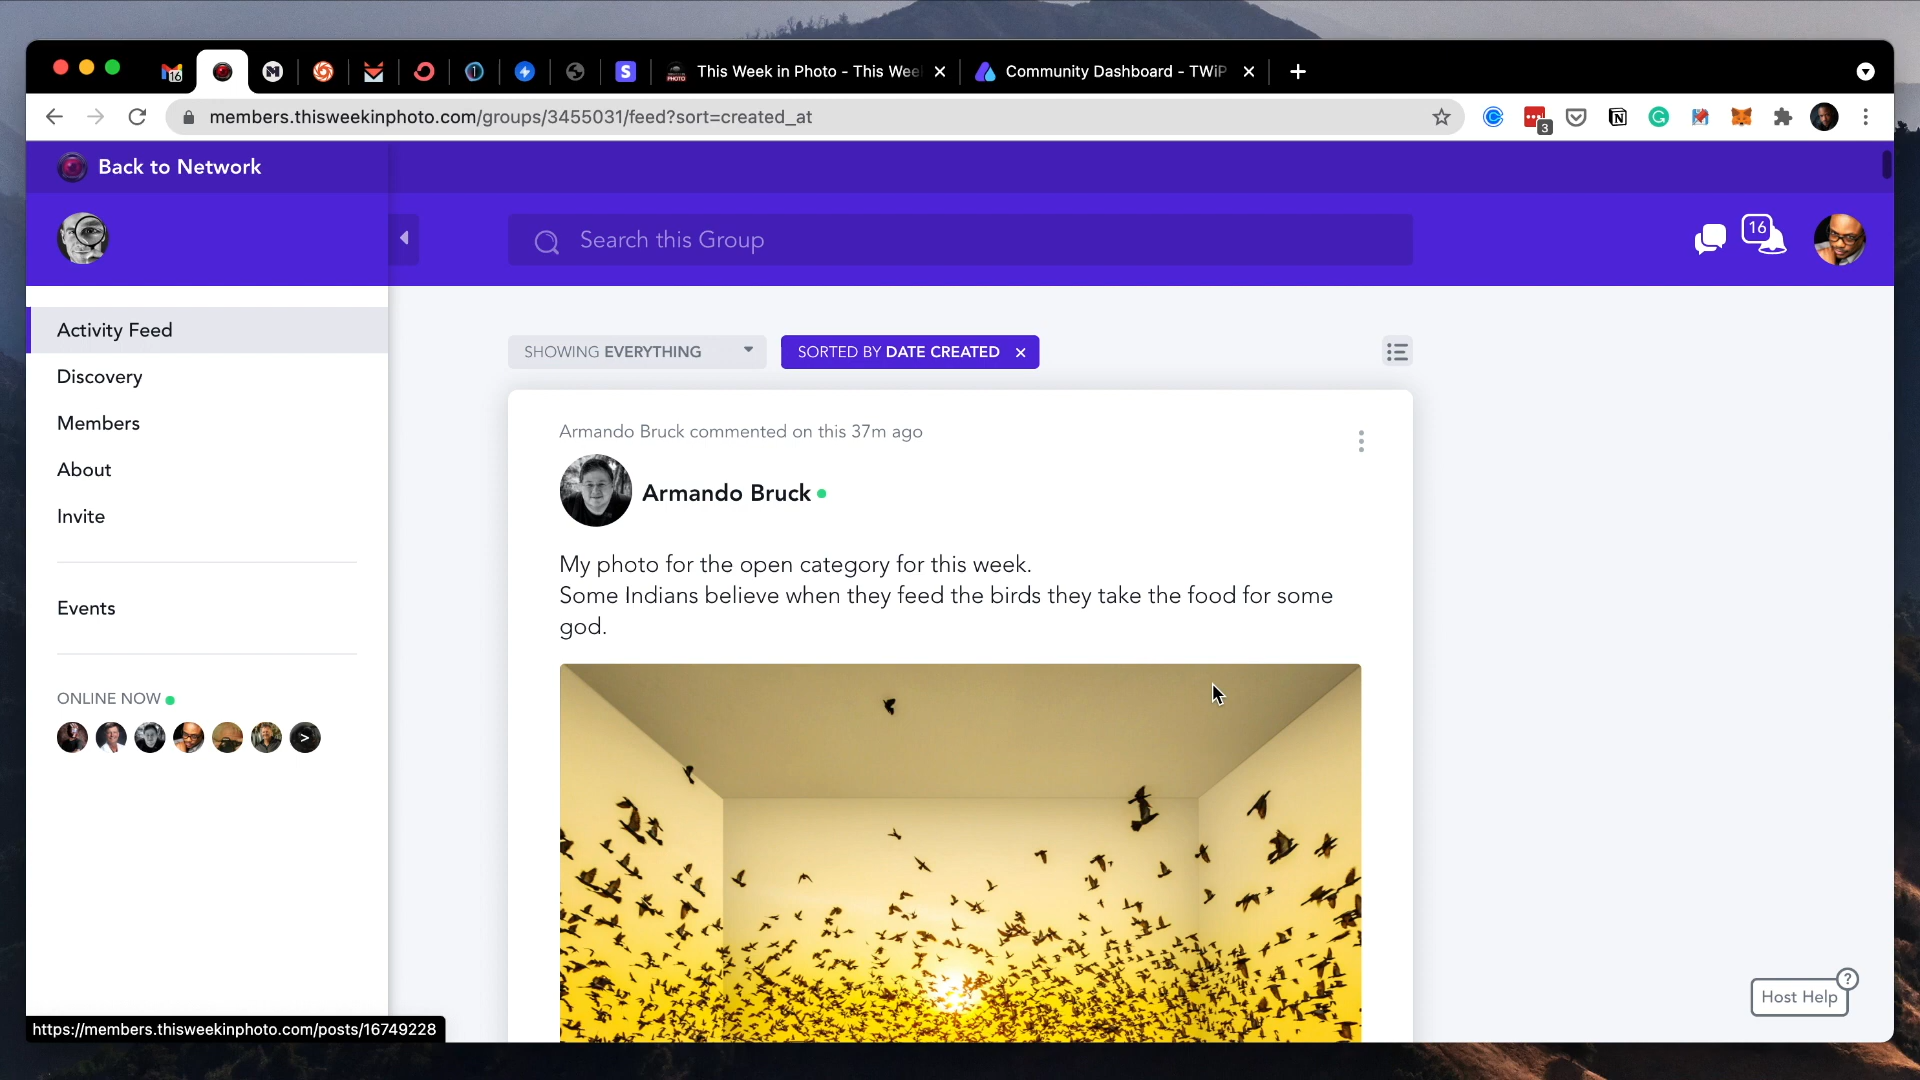 16
This Week in Photo - This Wee
Community Dashboard - TWiP
members.thisweekinphoto.com/groups/3455031/feed?sort=created_at
3
Back to Network
Search this Group
16
Activity Feed
Discovery
Members
About
Invite
Events
ONLINE NOW
SHOWING EVERYTHING
SORTED BY DATE CREATED ×
Armando Bruck commented on this 37m ago
Armando Bruck
My photo for the open category for this week.
Some Indians believe when they feed the birds they take the food for some
god.
Host Help ?
https://members.thisweekinphoto.com/posts/16749228